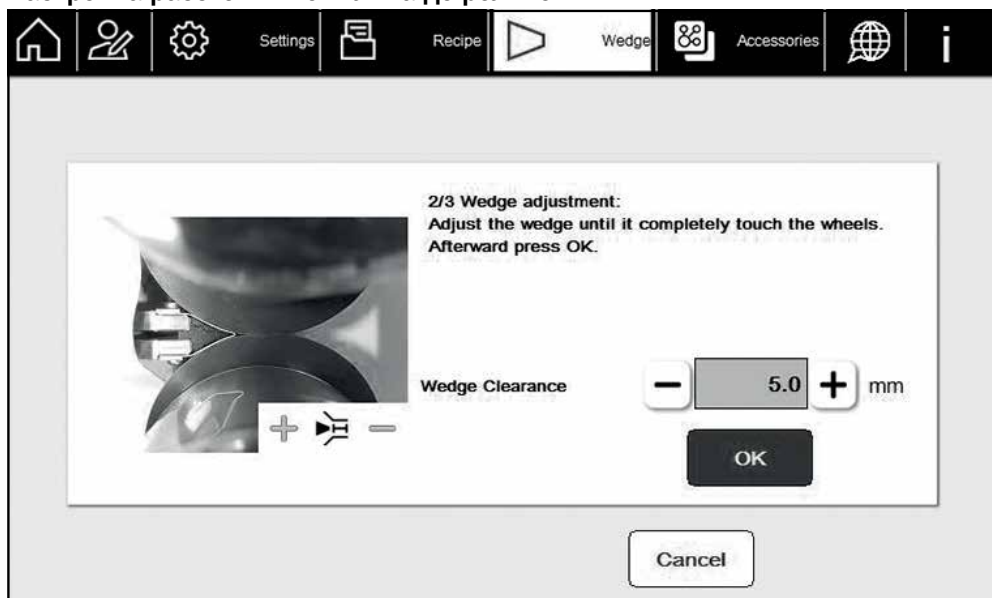 Settings
Recipe
Wedge
Accessories
i
2/3 Wedge adjustment:
Adjust the wedge until it completely touch the wheels.
Afterward press OK.
Wedge Clearance
5.0
mm
OK
Cancel